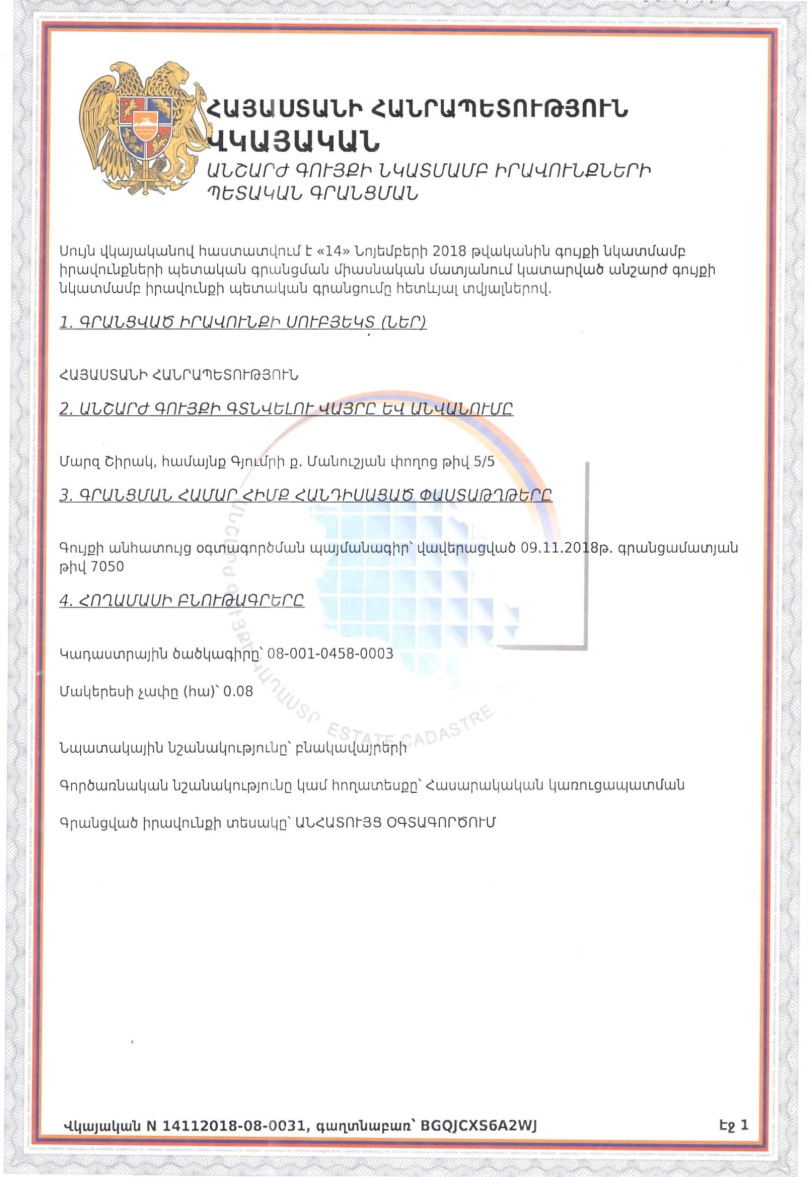 ՀԱՅԱՍՏԱՆԻ ՀԱՆՐԱՊԵՏՈՒԹՅՈՒՆ
ՎԿԱՅԱԿԱՆ
ԱՆՇԱՐԺ ԳՈՒՅՔԻ ՆԿԱՏՄԱՄԲ ԻՐԱՎՈՒՆՔՆԵՐԻ
ՊԵՏԱԿԱՆ ԳՐԱՆՑՄԱՆ
Սույն վկայականով հաստատվում է «14» Նոյեմբերի 2018 թվականին գույքի նկատմամբ
իրավունքների պետական գրանցման միասնական մատյանում կատարված անշարժ գույքի
նկատմամբ իրավունքի պետական գրանցումը հետևյալ տվյալներով.
1. ԳՐԱՆՑՎԱԾ ԻՐԱՎՈՒՆՔԻ ՍՈՒԲՅԵԿՏ (ՆԵՐ)
ՀԱՅԱՍՏԱՆԻ ՀԱՆՐԱՊԵՏՈՒԹՅՈՒՆ
2. ԱՆՇԱՐԺ ԳՈՒՅՔԻ ԳՏՆՎԵԼՈՒ ՎԱՅՐԸ ԵՎ ԱՆՎԱՆՈՒՄԸ
Մարզ Շիրակ, համայնք Գյումրի ք. Մանուշյան փողոց թիվ 5/5
3. ԳՐԱՆՑՄԱՆ ՀԱՄԱՐ ՀԻՄՔ ՀԱՆԴԻՍԱՑԱԾ ՓԱՍՏԱԹՂԹԵՐԸ
Գույքի անհատույց օգտագործման պայմանագիր՝ վավերացված 09.11.2018թ. գրանցամատյան
թիվ 7050
4. ՀՈՂԱՄԱՍԻ ԲՆՈՒԹԱԳՐԵՐԸ
Կադաստրային ծածկագիրը՝ 08-001-0458-0003
Մակերեսի չափը (հա)՝ 0.08
ESTATE CADASTRE
Նպատակային նշանակությունը՝ բնակավայրերի
Գործառնական նշանակությունը կամ հողատեսքը՝ Հասարակական կառուցապատման
Գրանցված իրավունքի տեսակը՝ ԱՆՀԱՏՈՒՅՑ ՕԳՏԱԳՈՐԾՈՒՄ
Վկայական N 14112018-08-0031, գաղտնաբառ՝ BGQJCXS6A2WJ
Էջ 1